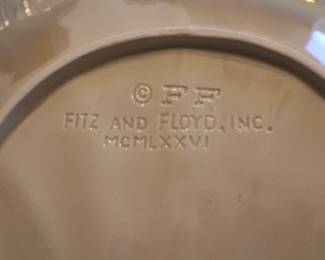 © FF
FITZ AND FLOYD, INC.
MCMLXXVI